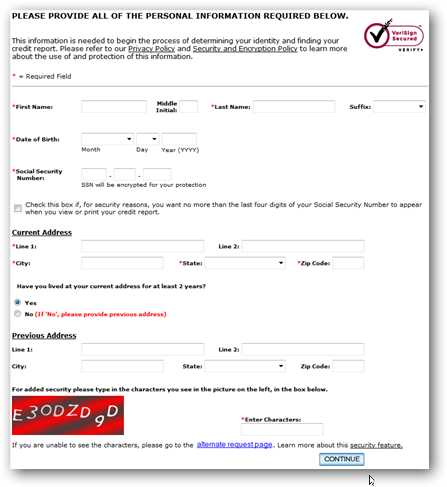 PLEASE PROVIDE ALL OF THE PERSONAL INFORMATION REQUIRED BELOW.
VeriSign
Secured
VERIFY
This information is needed to begin the process of determining your identity and finding your
credit report. Please refer to our Privacy Policy and Security and Encryption Policy to learn more
about the use of and protection of this information.
* = Required Field
*First Name: Middle Initial: *Last Name: Suffix:
*Date of Birth:
Month Day Year (YYYY)
*Social Security Number: - -
SSN will be encrypted for your protection
Check this box if, for security reasons, you want no more than the last four digits of your Social Security Number to appear
when you view or print your credit report.
Current Address
*Line 1: Line 2:
*City: *State: *Zip Code:
Have you lived at your current address for at least 2 years?
Yes
No (If 'No', please provide previous address)
Previous Address
Line 1: Line 2:
City: State: Zip Code:
For added security please type in the characters you see in the picture on the left, in the box below.
E3ODZD9D
*Enter Characters:
If you are unable to see the characters, please go to the alternate request page. Learn more about this security feature.
CONTINUE